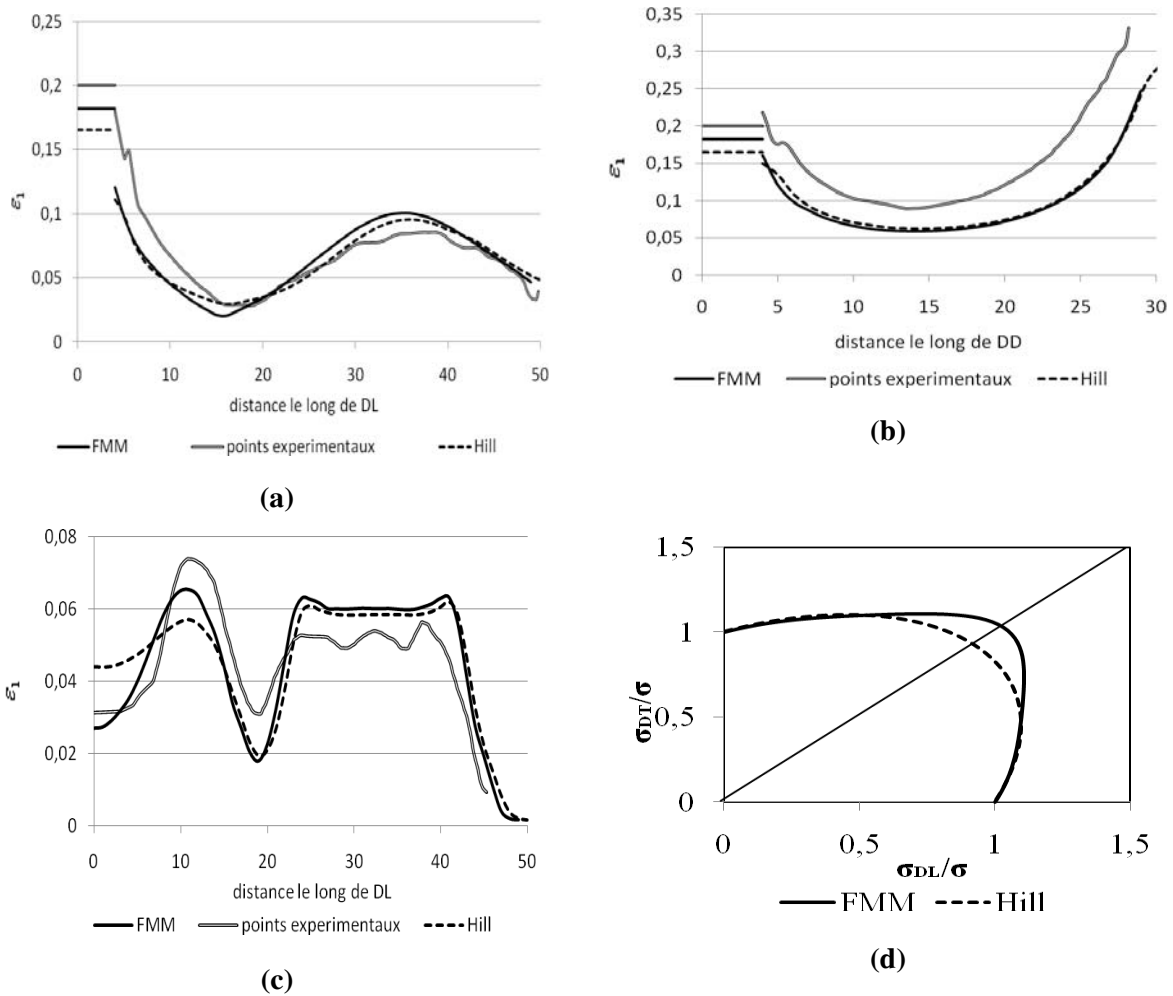 0,25
0,2
0,15
0,1
0,05
0
ε₁
0 10 20 30 40 50
distance le long de DL
FMM points experimentaux Hill
(a)
0,35
0,3
0,25
0,2
0,15
0,1
0,05
0
ε₁
0 5 10 15 20 25 30
distance le long de DD
FMM points experimentaux Hill
(b)
0,08
0,06
0,04
0,02
0
ε₁
0 10 20 30 40 50
distance le long de DL
FMM points experimentaux Hill
(c)
1,5
1
0,5
0
σDT/σ
1,5
0 0,5 1 1,5
σDL/σ
FMM Hill
(d)